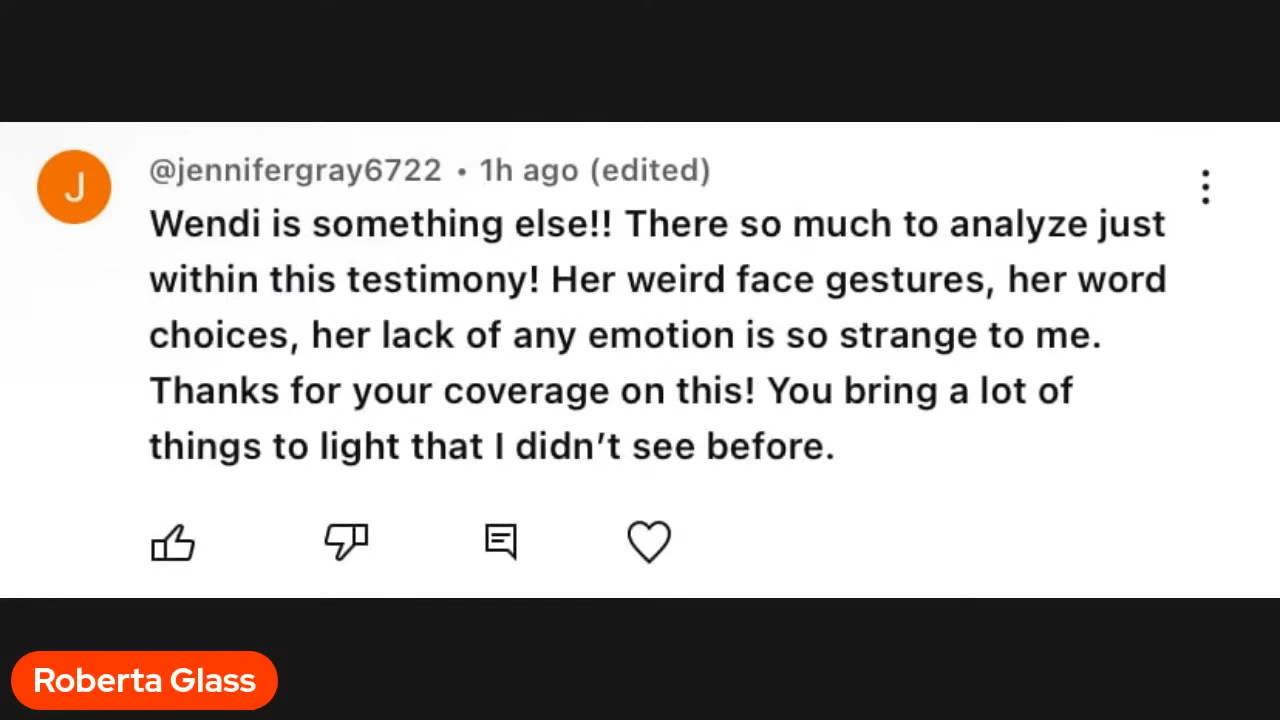 J
@jennifergray6722 • 1h ago (edited)
Wendi is something else!! There so much to analyze just
within this testimony! Her weird face gestures, her word
choices, her lack of any emotion is so strange to me.
Thanks for your coverage on this! You bring a lot of
things to light that I didn’t see before.
Roberta Glass